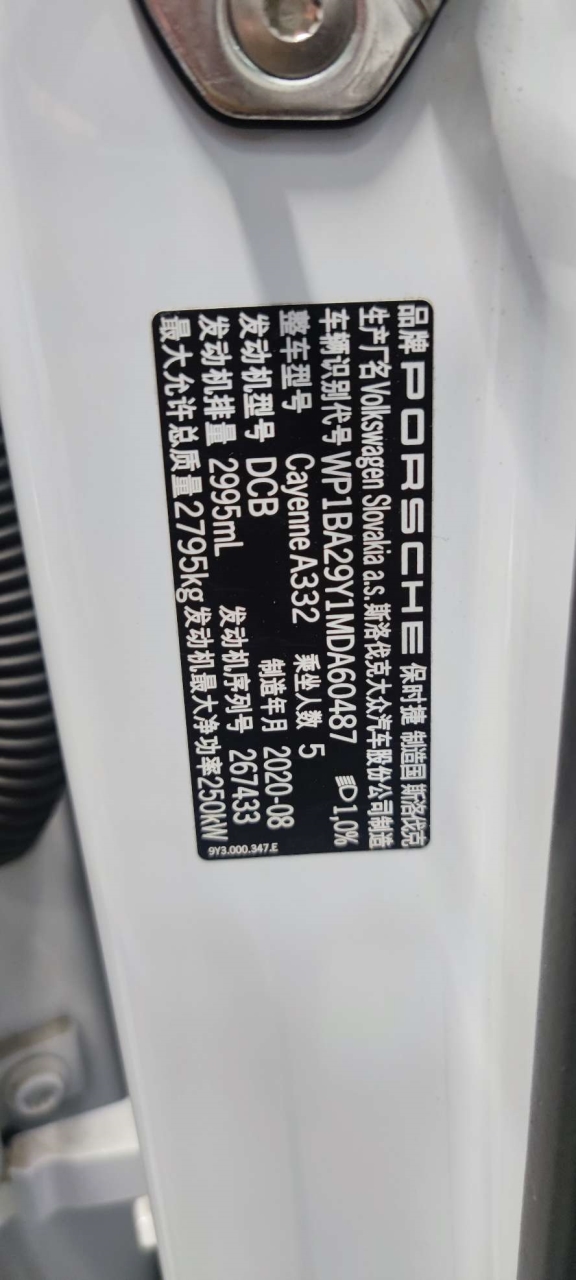 品牌 PORSCHE 保时捷 制造国 斯洛伐克
生产厂名 Volkswagen Slovakia a.s. 斯洛伐克大众汽车股份公司制造
车辆识别代号 WP1BA29Y1MDA60487 1,0%
整车型号 Cayenne A332 乘坐人数 5
发动机型号 DCB 制造年月 2020-08
发动机排量 2995mL 发动机序列号 267433
最大允许总质量 2795kg 发动机最大净功率 250kW
9Y3.000.347.E